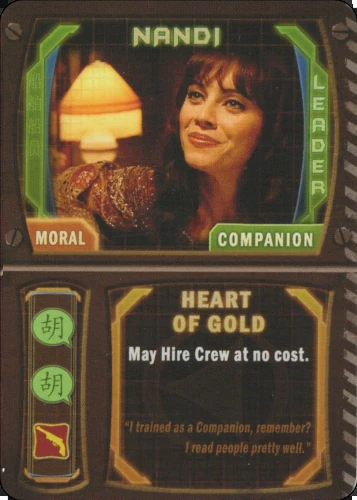 NANDI
LEADER
MORAL
COMPANION
HEART
OF GOLD
May Hire Crew at no cost.
胡
胡
"I trained as a Companion, remember?
I read people pretty well."